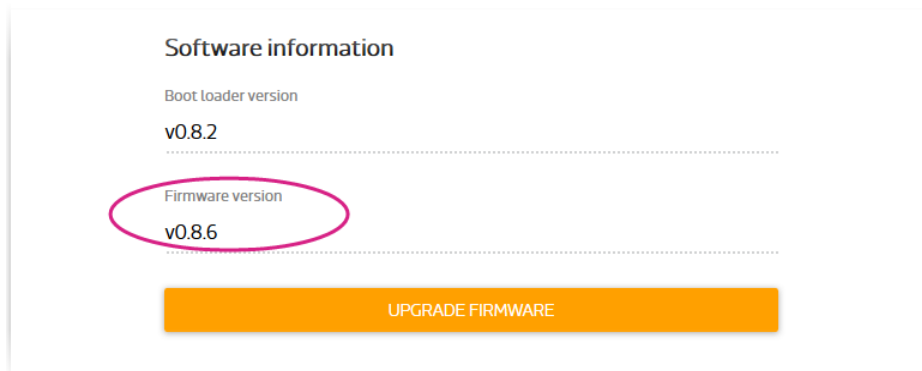 Software information
Boot loader version
v0.8.2
Firmware version
v0.8.6
UPGRADE FIRMWARE